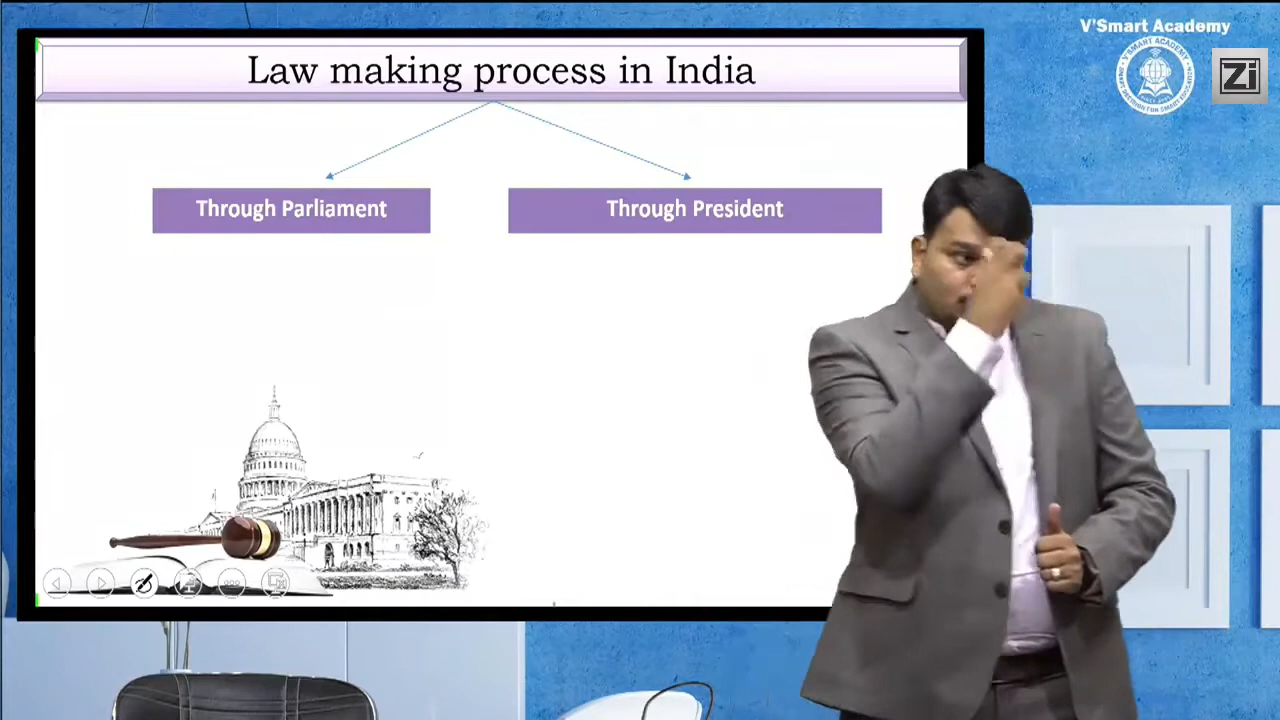 V'Smart Academy
Zi
Law making process in India
Through Parliament
Through President